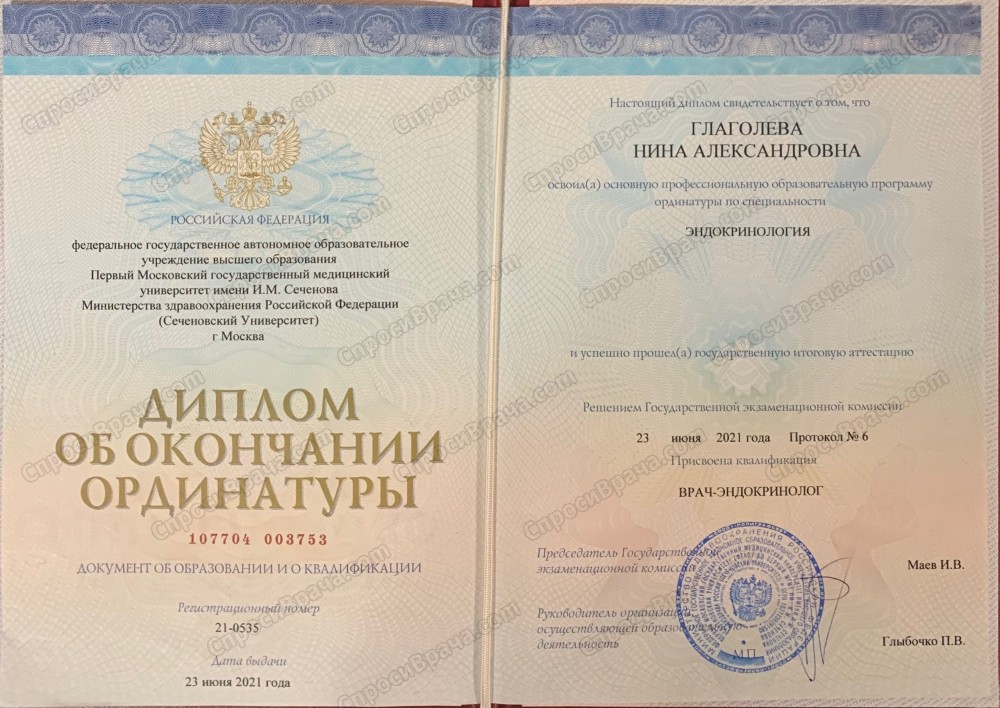 РОССИЙСКАЯ ФЕДЕРАЦИЯ
федеральное государственное автономное образовательное
учреждение высшего образования
Первый Московский государственный медицинский
университет имени И.М. Сеченова
Министерства здравоохранения Российской Федерации
(Сеченовский Университет)
г Москва
ДИПЛОМ
ОБ ОКОНЧАНИИ
ОРДИНАТУРЫ
107704 003753
ДОКУМЕНТ ОБ ОБРАЗОВАНИИ И О КВАЛИФИКАЦИИ
Регистрационный номер
21-0535
Дата выдачи
23 июня 2021 года
Настоящий диплом свидетельствует о том, что
ГЛАГОЛЕВА
НИНА АЛЕКСАНДРОВНА
освоил(а) основную профессиональную образовательную программу
ординатуры по специальности
ЭНДОКРИНОЛОГИЯ
и успешно прошел(а) государственную итоговую аттестацию
Решением Государственной экзаменационной комиссии
23 июня 2021 года Протокол № 6
Присвоена квалификация
ВРАЧ-ЭНДОКРИНОЛОГ
Председатель Государственной
экзаменационной комиссии
Маев И.В.
Руководитель организации,
осуществляющей образовательную
деятельность
Глыбочко П.В.
М.П.
СпросиВрача.com